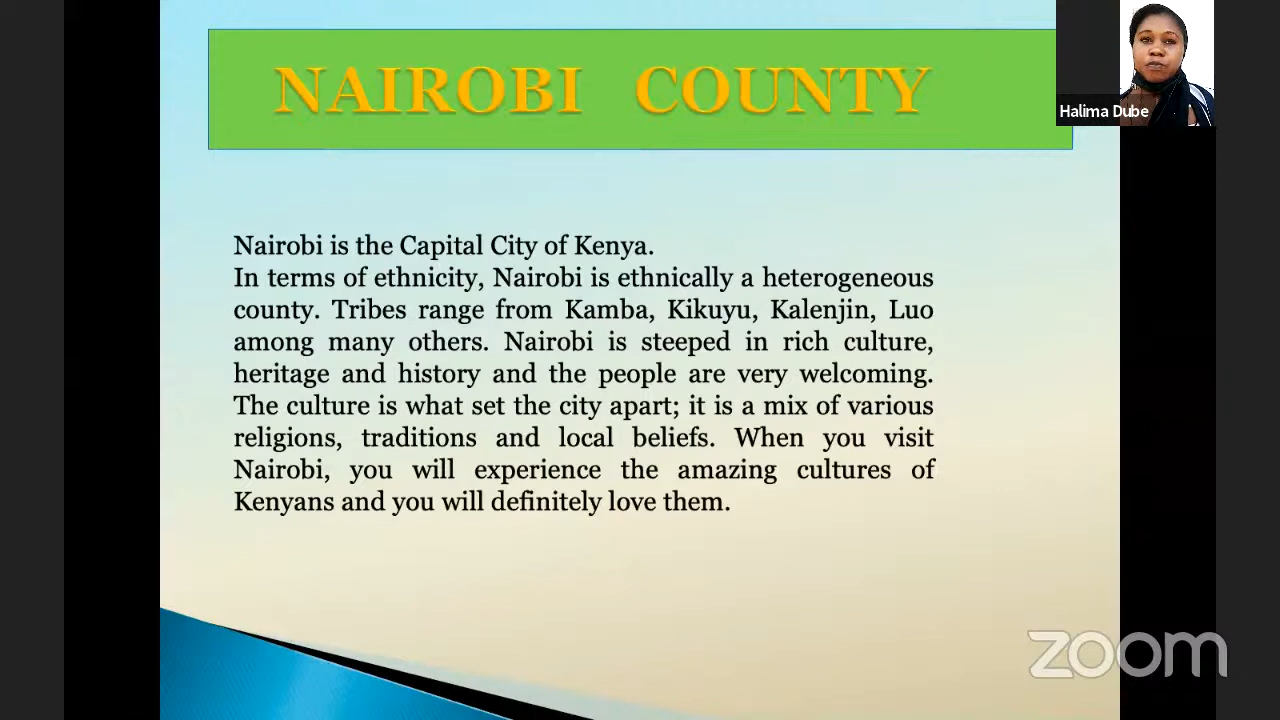 NAIROBI COUNTY
Halima Dube
Nairobi is the Capital City of Kenya.
In terms of ethnicity, Nairobi is ethnically a heterogeneous
county. Tribes range from Kamba, Kikuyu, Kalenjin, Luo
among many others. Nairobi is steeped in rich culture,
heritage and history and the people are very welcoming.
The culture is what set the city apart; it is a mix of various
religions, traditions and local beliefs. When you visit
Nairobi, you will experience the amazing cultures of
Kenyans and you will definitely love them.
zoom